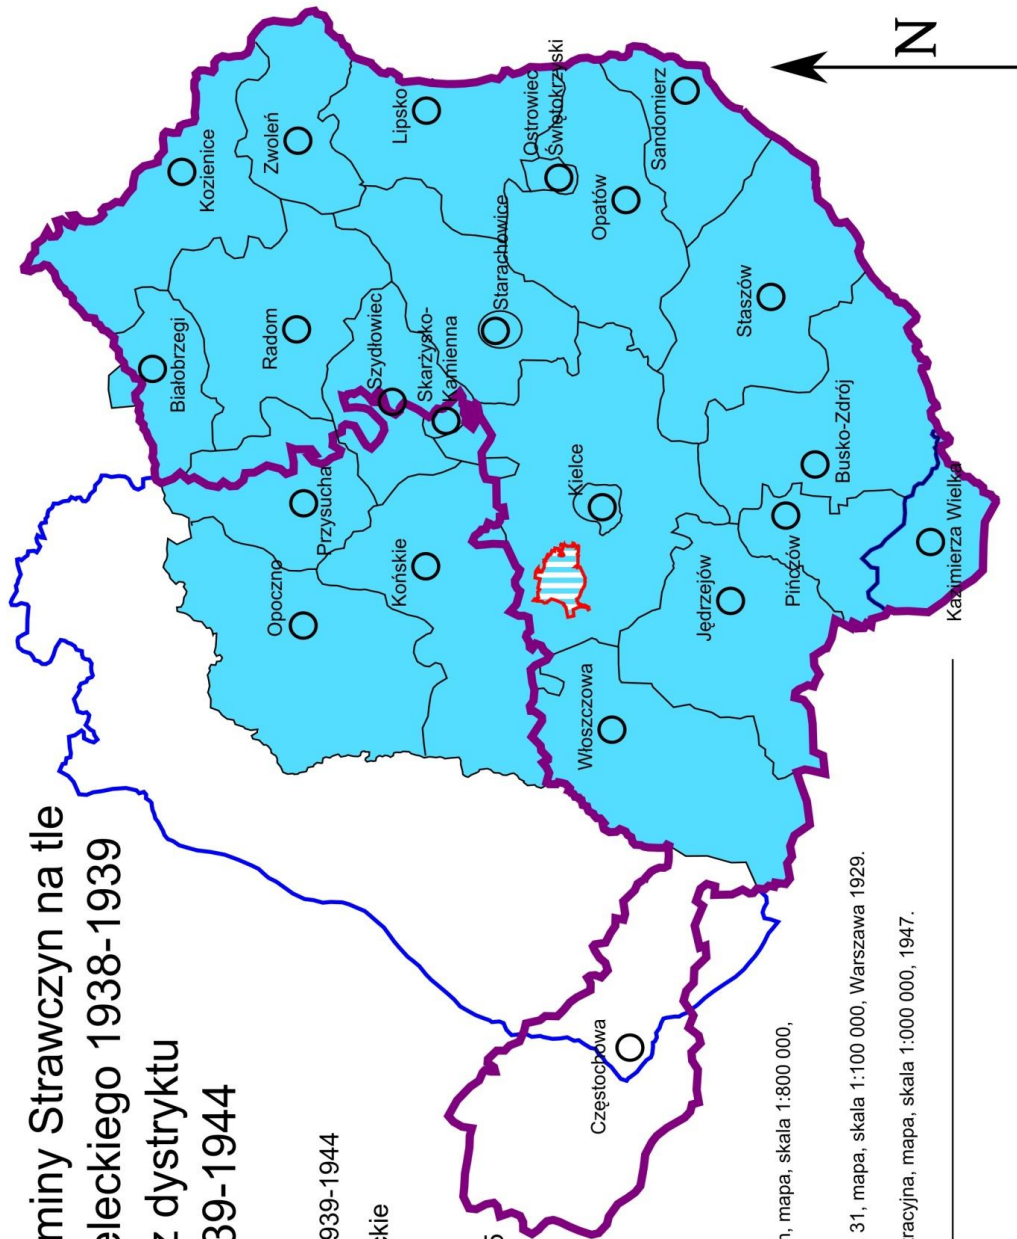 miny Strawczyn na tle
eleckiego 1938-1939
z dystryktu
39-1944
939-1944
ckie
5
n, mapa, skala 1:800 000,
31, mapa, skala 1:100 000, Warszawa 1929.
tracyjna, mapa, skala 1:000 000, 1947.
N
Częstochowa
Włoszczowa
Opoczno
Przysucha
Końskie
Kielce
Jędrzejów
Pińczów
Kazimierza Wielka
Busko-Zdrój
Staszów
Białobrzegi
Radom
Szydłowiec
Skarżysko-
Kamienna
Starachowice
Kozienice
Zwoleń
Lipsko
Ostrowiec
Świętokrzyski
Opatów
Sandomierz